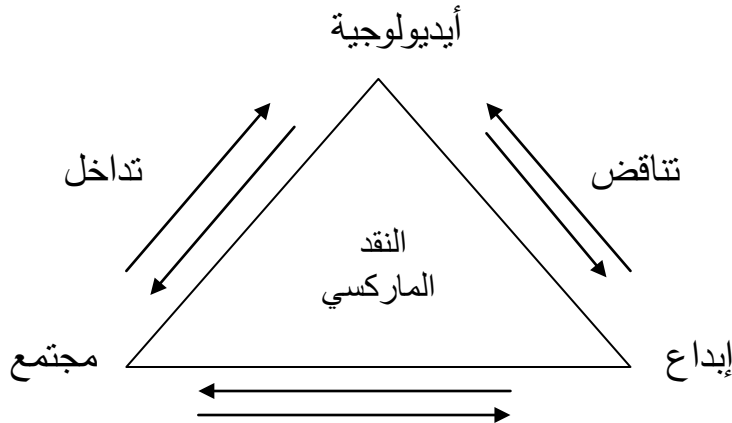 أيديولوجية
تناقض
تداخل
النقد
الماركسي
إبداع
مجتمع